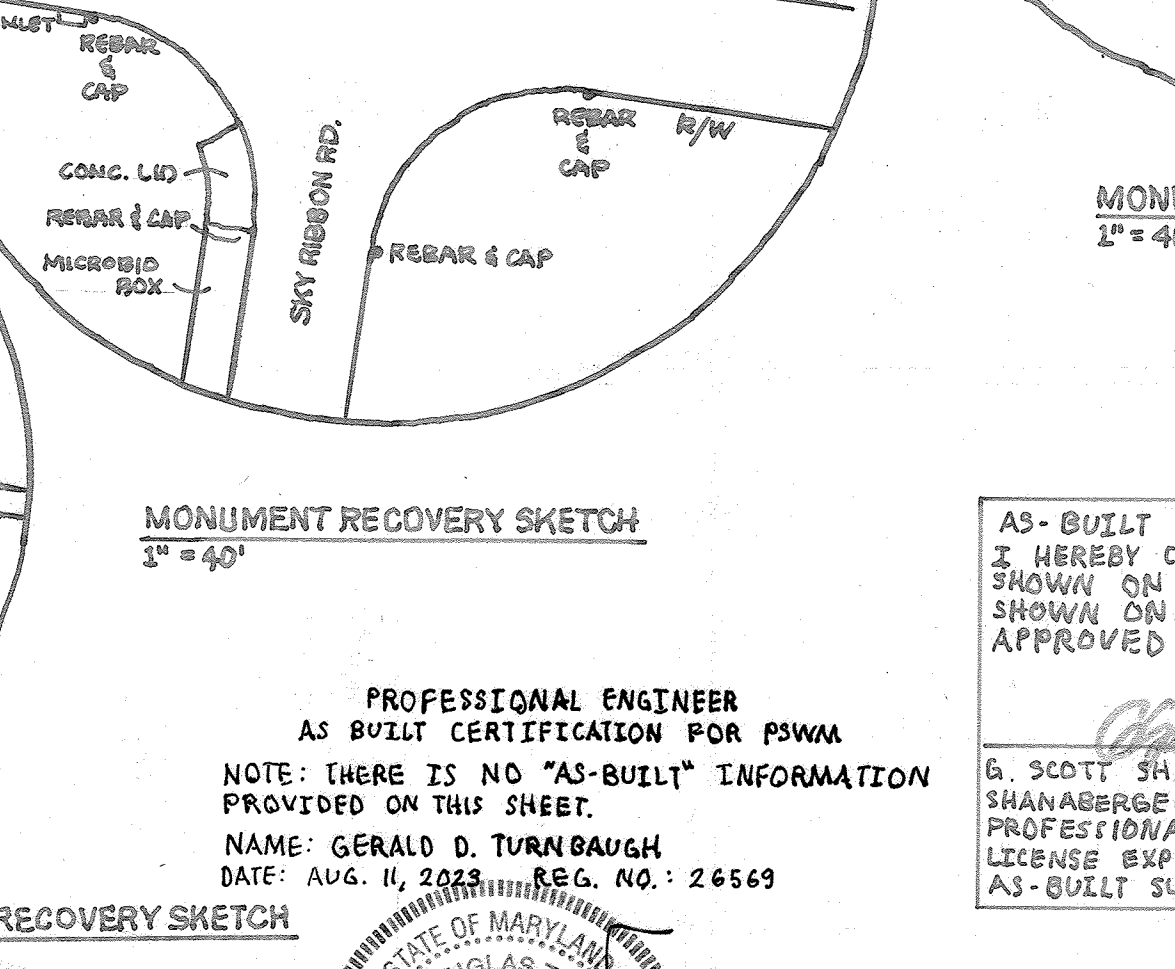 INLET
REBAR
&
CAP
CONC. LID
REBAR & CAP
MICROBIO
BOX
SKY RIBBON RD.
REBAR
&
CAP
R/W
REBAR & CAP
MONUMENT RECOVERY SKETCH
1" = 40'
1" = 4
AS-BUILT
I HEREBY
SHOWN ON
SHOWN ON
APPROVED
G. SCOTT SH
SHANABERGE
PROFESSIONA
LICENSE EXP
AS-BUILT SU
PROFESSIONAL ENGINEER
AS BUILT CERTIFICATION FOR PSWM
NOTE: THERE IS NO "AS-BUILT" INFORMATION
PROVIDED ON THIS SHEET.
NAME: GERALD D. TURNBAUGH
DATE: AUG. 11, 2023 REG. NO.: 26569
RECOVERY SKETCH
STATE OF MARYLAND